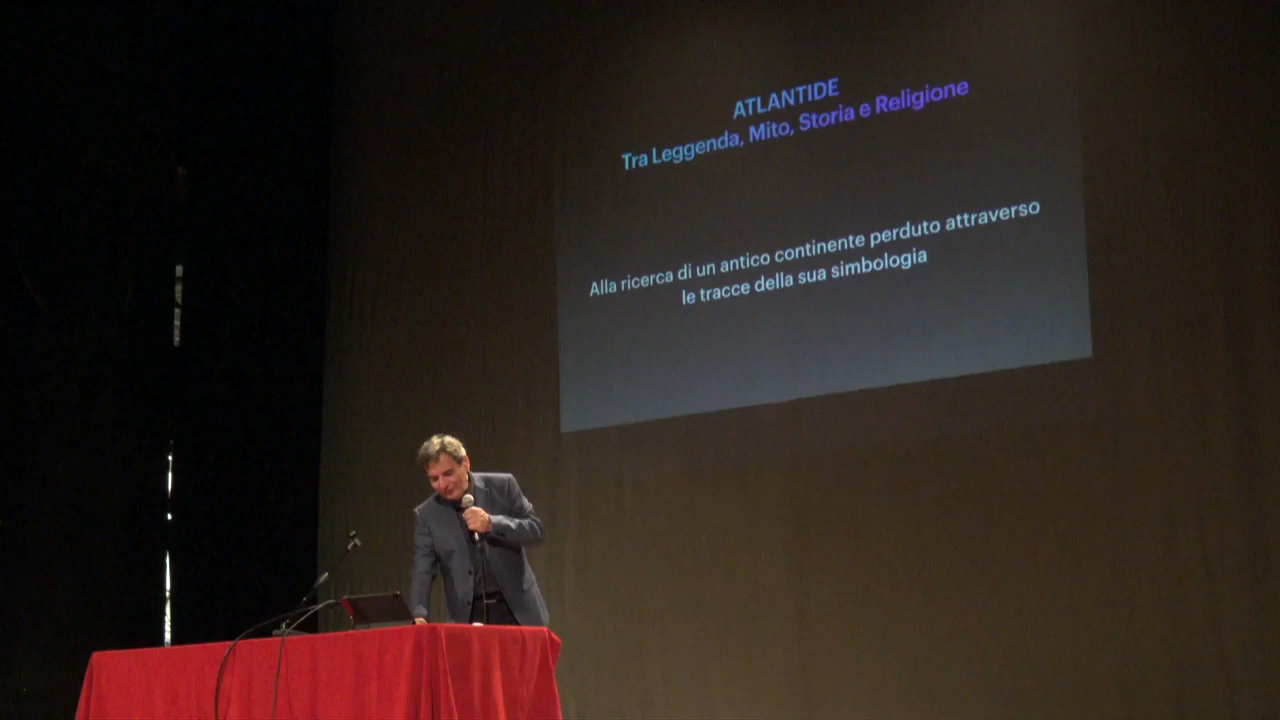 ATLANTIDE
Tra Leggenda, Mito, Storia e Religione
Alla ricerca di un antico continente perduto attraverso
le tracce della sua simbologia